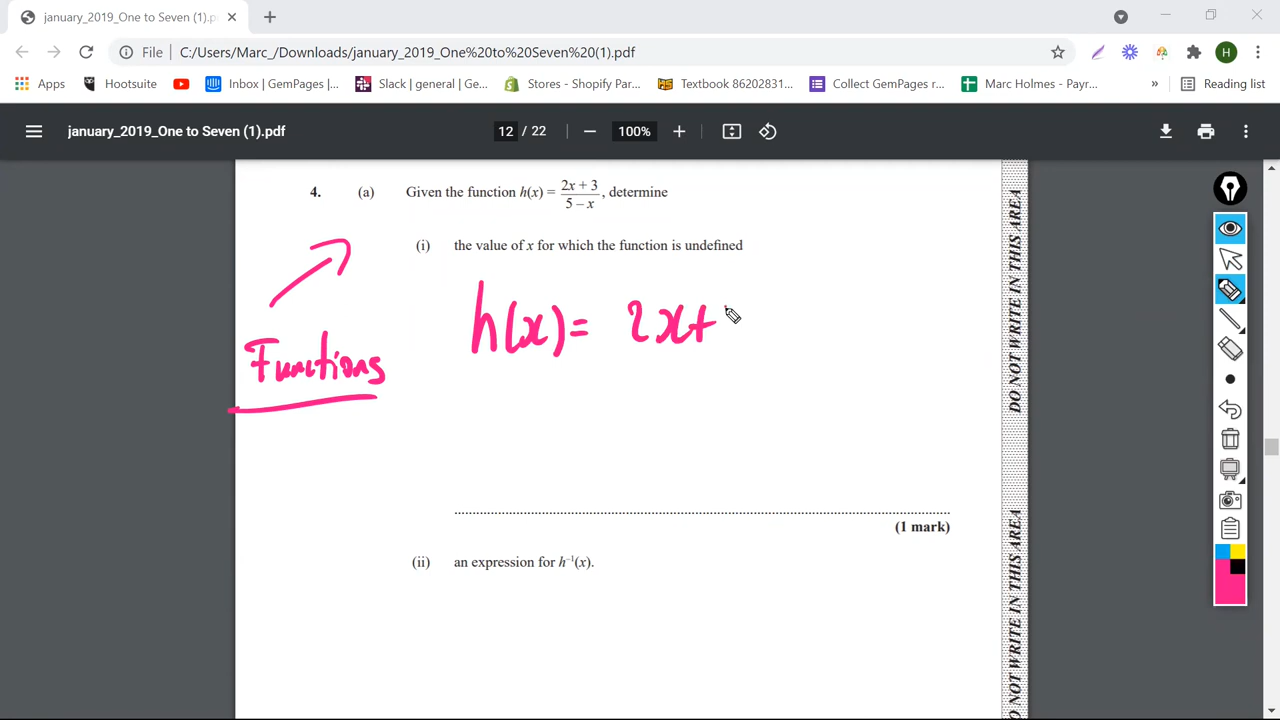 january_2019_One to Seven (1).pdf
File C:/Users/Marc_/Downloads/january_2019_One%20to%20Seven%20(1).pdf H
Apps Hootsuite Inbox | GemPages |... Slack | general | e... Stores - Shopify Par... Textbook 86202831... Collect GemPages r... Marc Holmes - Payr... » Reading list
january_2019_One to Seven (1).pdf 12 / 22 100%
4. (a) Given the function h(x) = \frac{2x + 3}{5 – x}, determine
(i) the value of x for which the function is undefined
h(x) = 2x+
Functions
(1 mark)
(ii) an expression for h⁻¹(x).
DO NOT WRITE IN THIS AREA
DO NOT WRITE IN THIS AREA